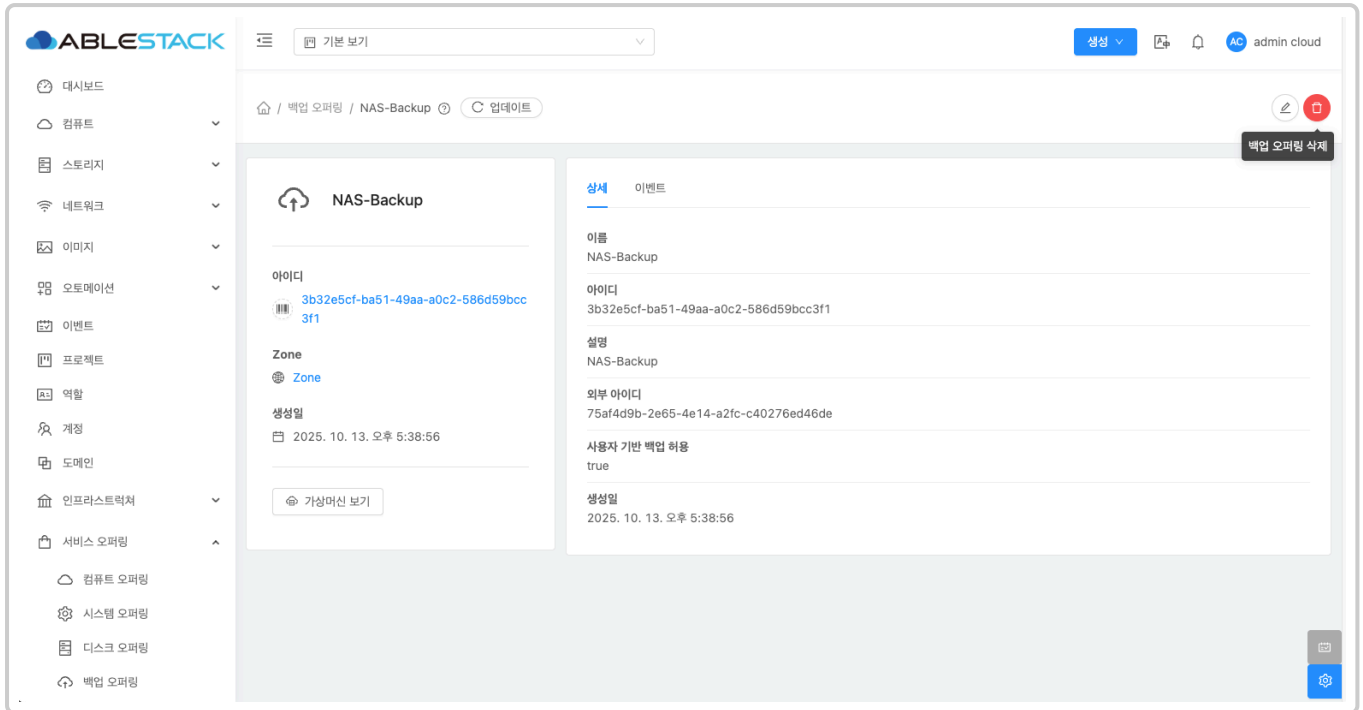 ABLESTACK
기본 보기
생성
AC
admin cloud
대시보드
컴퓨트
스토리지
네트워크
이미지
오토메이션
이벤트
프로젝트
역할
계정
도메인
인프라스트럭쳐
서비스 오퍼링
컴퓨트 오퍼링
시스템 오퍼링
디스크 오퍼링
백업 오퍼링
/ 백업 오퍼링 / NAS-Backup 업데이트
백업 오퍼링 삭제
NAS-Backup
아이디
3b32e5cf-ba51-49aa-a0c2-586d59bcc
3f1
Zone
Zone
생성일
2025. 10. 13. 오후 5:38:56
가상머신 보기
상세 이벤트
이름
NAS-Backup
아이디
3b32e5cf-ba51-49aa-a0c2-586d59bcc3f1
설명
NAS-Backup
외부 아이디
75af4d9b-2e65-4e14-a2fc-c40276ed46de
사용자 기반 백업 허용
true
생성일
2025. 10. 13. 오후 5:38:56